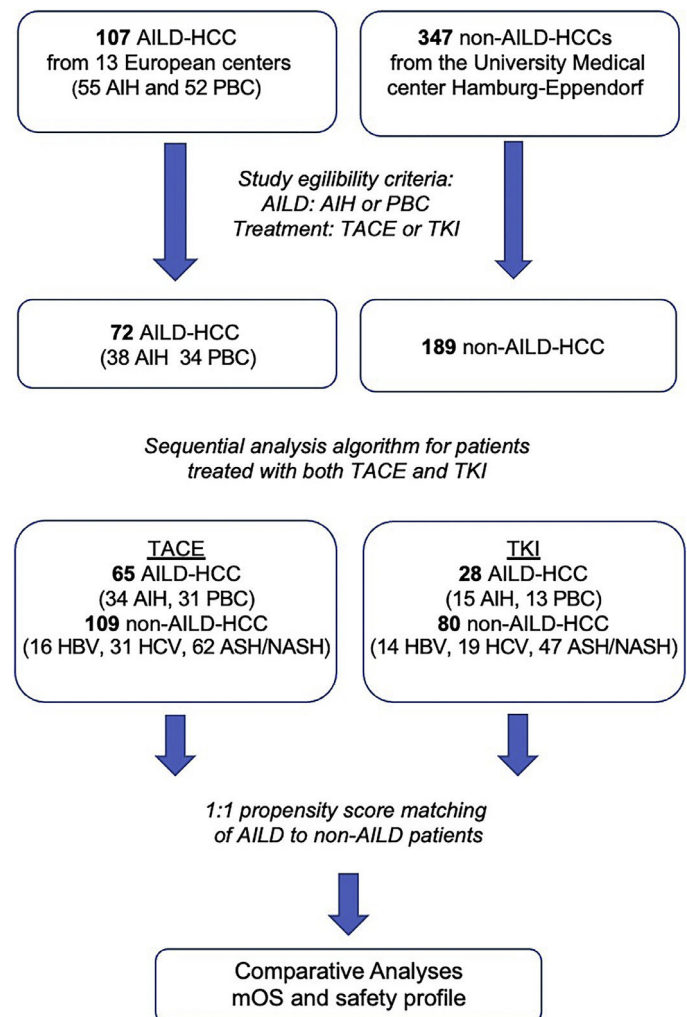 107 AILD-HCC
from 13 European centers
(55 AIH and 52 PBC)
347 non-AILD-HCCs
from the University Medical
center Hamburg-Eppendorf
Study egilibility criteria:
AILD: AIH or PBC
Treatment: TACE or TKI
72 AILD-HCC
(38 AIH 34 PBC)
189 non-AILD-HCC
Sequential analysis algorithm for patients
treated with both TACE and TKI
TACE
65 AILD-HCC
(34 AIH, 31 PBC)
109 non-AILD-HCC
(16 HBV, 31 HCV, 62 ASH/NASH)
TKI
28 AILD-HCC
(15 AIH, 13 PBC)
80 non-AILD-HCC
(14 HBV, 19 HCV, 47 ASH/NASH)
1:1 propensity score matching
of AILD to non-AILD patients
Comparative Analyses
mOS and safety profile